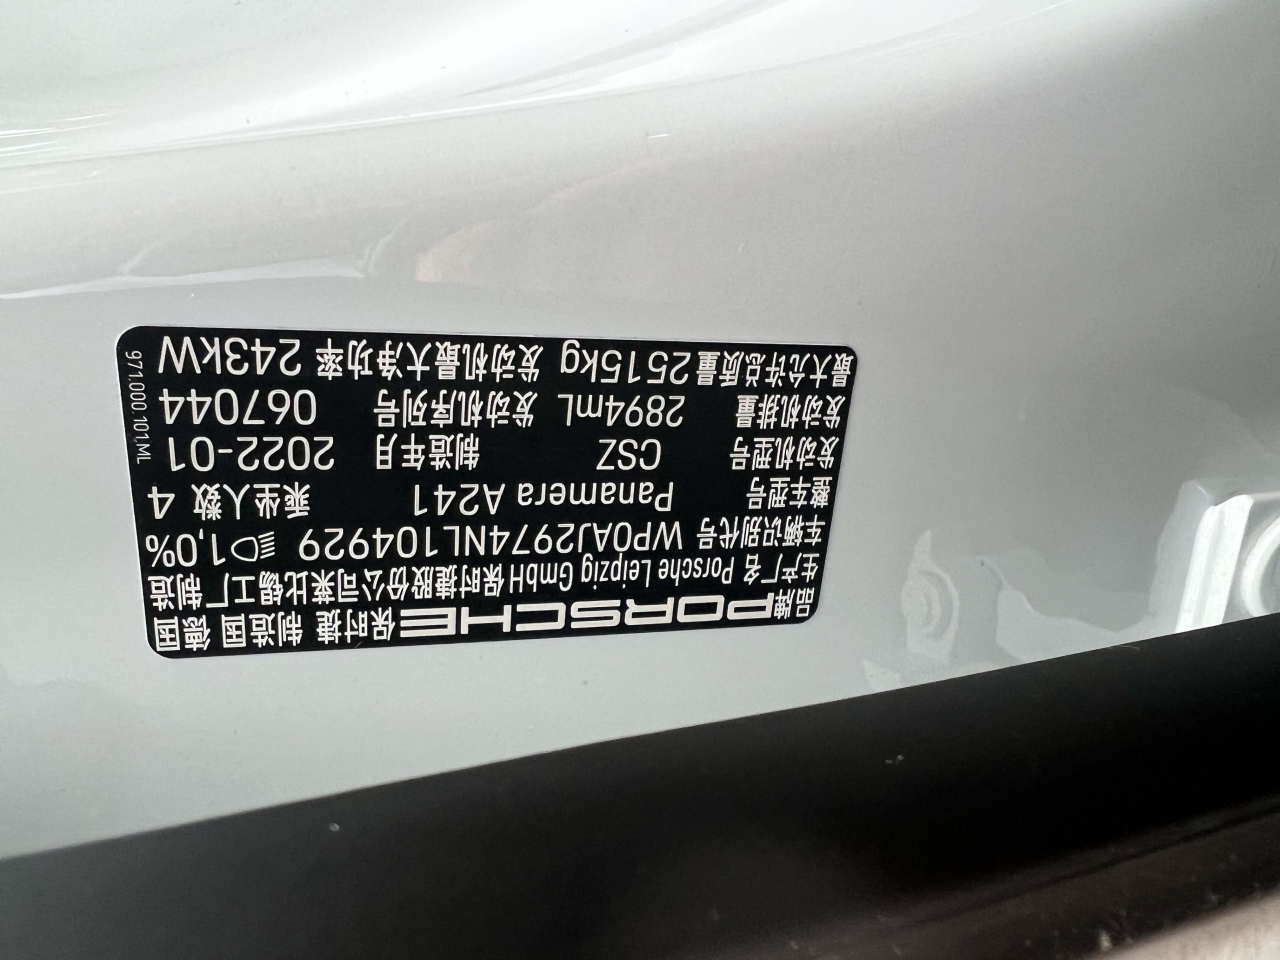 品牌 PORSCHE 保时捷 制造国 德国
生产厂名 Porsche Leipzig GmbH 保时捷股份公司莱比锡工厂制造
车辆识别代号 WP0AJ2974NL104929 1,0%
整车型号 Panamera A241 乘坐人数 4
发动机型号 CSZ 制造年月 2022-01
发动机排量 2894mL 发动机序列号 067044
最大允许总质量 2515kg 发动机最大净功率 243kW
971.000.101.ML